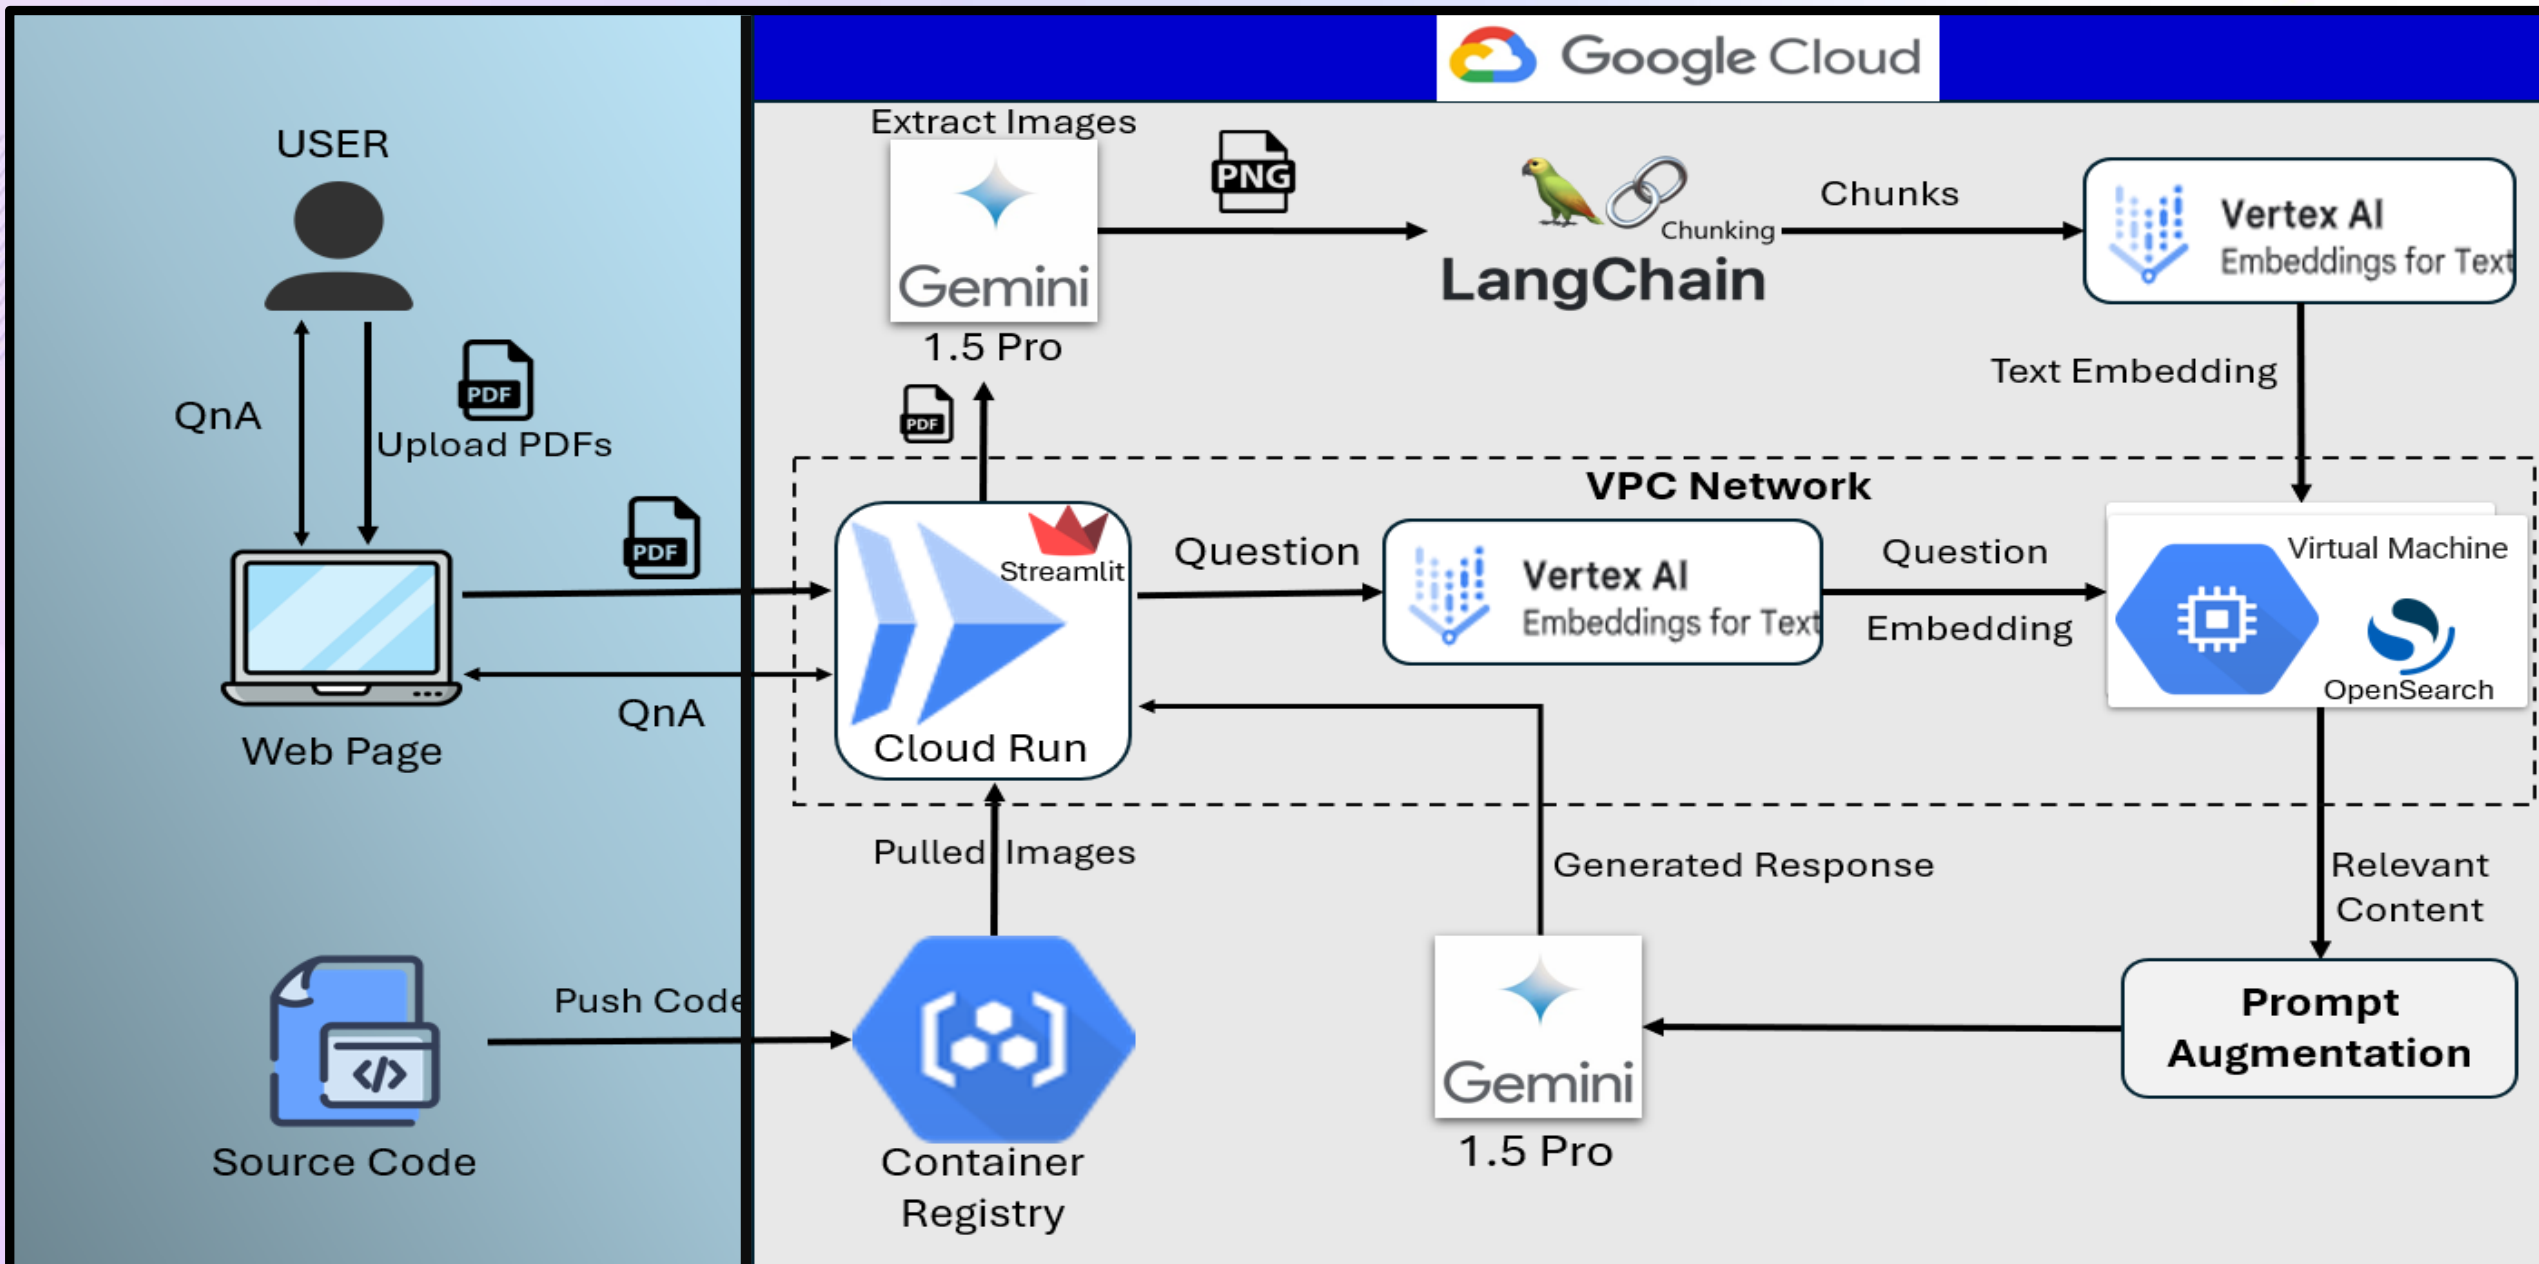 Google Cloud
USER
QnA
PDF
Upload PDFs
PDF
Web Page
QnA
Source Code
Push Code
Extract Images
Gemini
1.5 Pro
PNG
Chunking
LangChain
Chunks
Vertex AI
Embeddings for Text
Text Embedding
PDF
VPC Network
Streamlit
Cloud Run
Question
Vertex AI
Embeddings for Text
Question
Embedding
Virtual Machine
OpenSearch
Pulled Images
Generated Response
Relevant
Content
Container
Registry
Gemini
1.5 Pro
Prompt
Augmentation